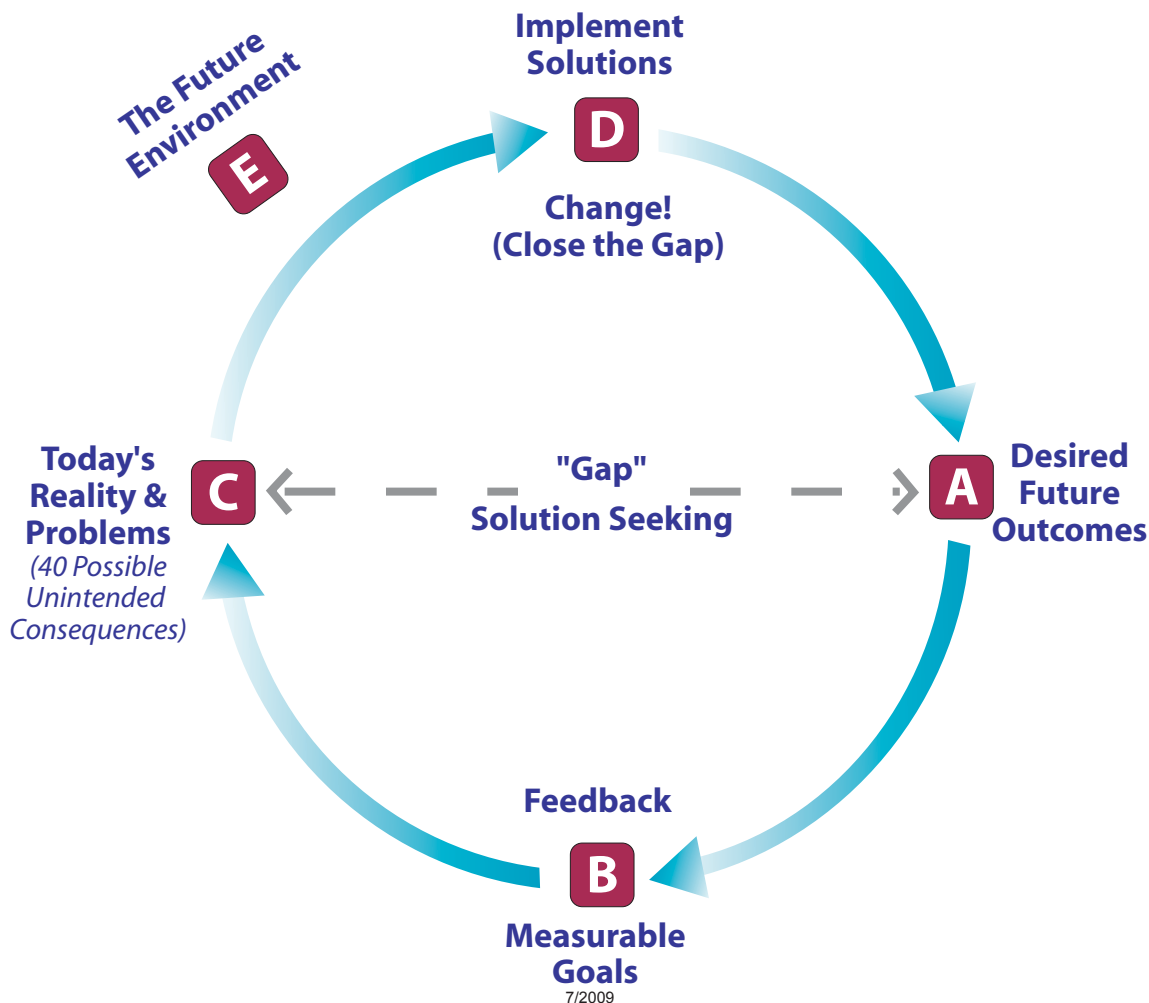 The Future
Environment
E
Implement
Solutions
D
Change!
(Close the Gap)
Today's
Reality &
Problems
(40 Possible
Unintended
Consequences)
C
"Gap"
Solution Seeking
A
Desired
Future
Outcomes
Feedback
B
Measurable
Goals
7/2009